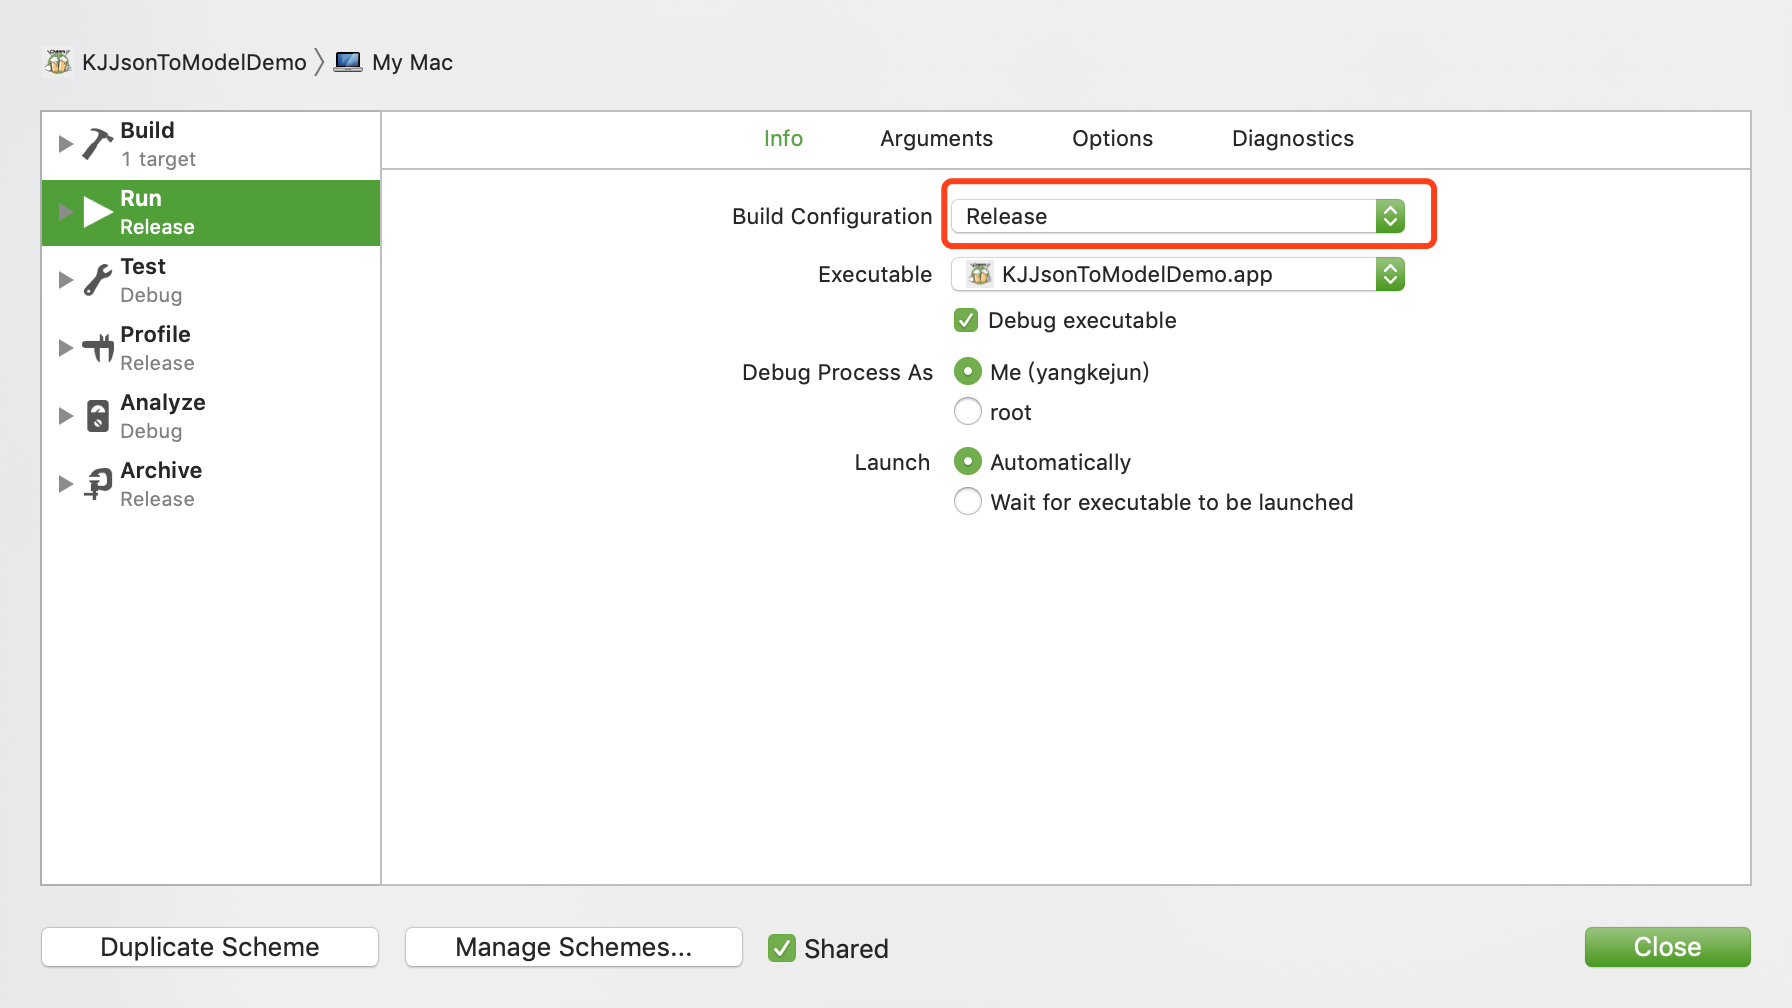 KJJsonToModelDemo My Mac
Build
1 target
Run
Release
Test
Debug
Profile
Release
Analyze
Debug
Archive
Release
Info Arguments Options Diagnostics
Build Configuration Release
Executable KJJsonToModelDemo.app
Debug executable
Debug Process As Me (yangkejun)
root
Launch Automatically
Wait for executable to be launched
Duplicate Scheme Manage Schemes... Shared Close